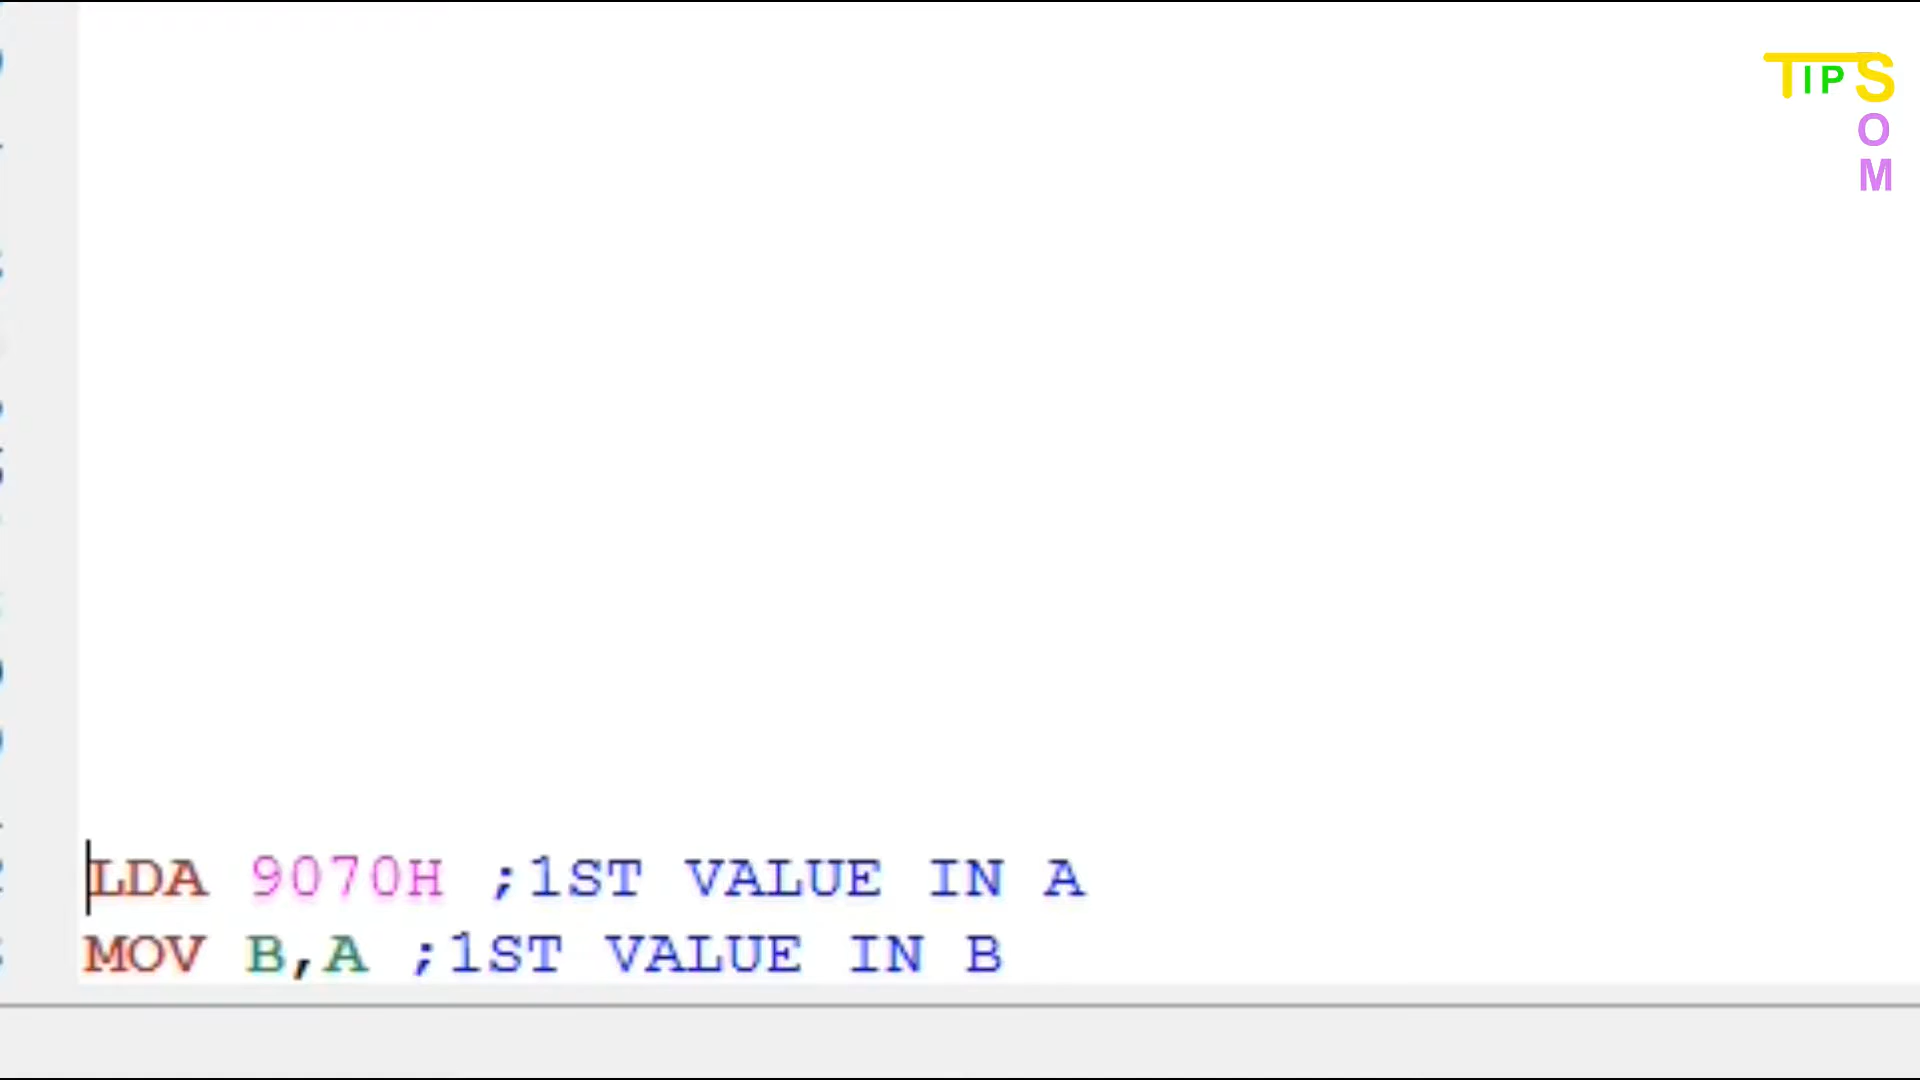 TIPS
O
M
LDA 9070H ;1ST VALUE IN A
MOV B,A ;1ST VALUE IN B